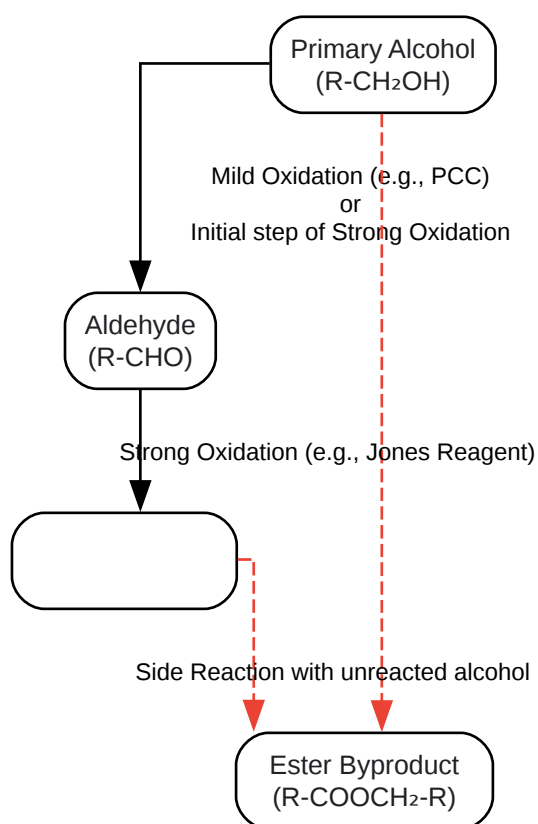 Primary Alcohol
(R-CH₂OH)
Mild Oxidation (e.g., PCC)
or
Initial step of Strong Oxidation
Aldehyde
(R-CHO)
Strong Oxidation (e.g., Jones Reagent)
Side Reaction with unreacted alcohol
Ester Byproduct
(R-COOCH₂-R)